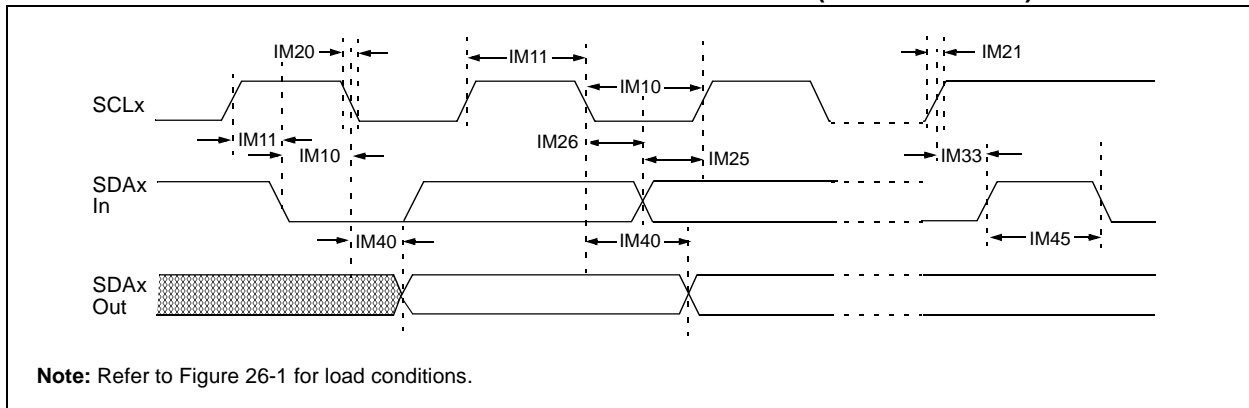 IM20
IM11
IM21
SCLx
IM10
IM11
IM26
IM10
IM25
IM33
SDAx
In
IM40
IM40
IM45
SDAx
Out
Note: Refer to Figure 26-1 for load conditions.